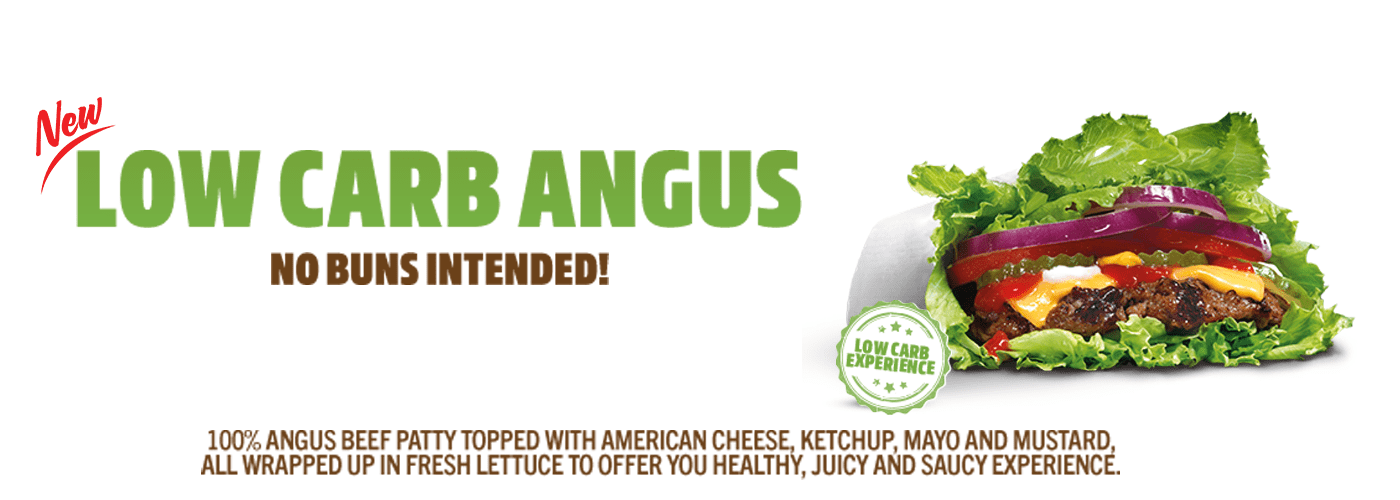 New
LOW CARB ANGUS
NO BUNS INTENDED!
LOW CARB
EXPERIENCE
100% ANGUS BEEF PATTY TOPPED WITH AMERICAN CHEESE, KETCHUP, MAYO AND MUSTARD,
ALL WRAPPED UP IN FRESH LETTUCE TO OFFER YOU HEALTHY, JUICY AND SAUCY EXPERIENCE.